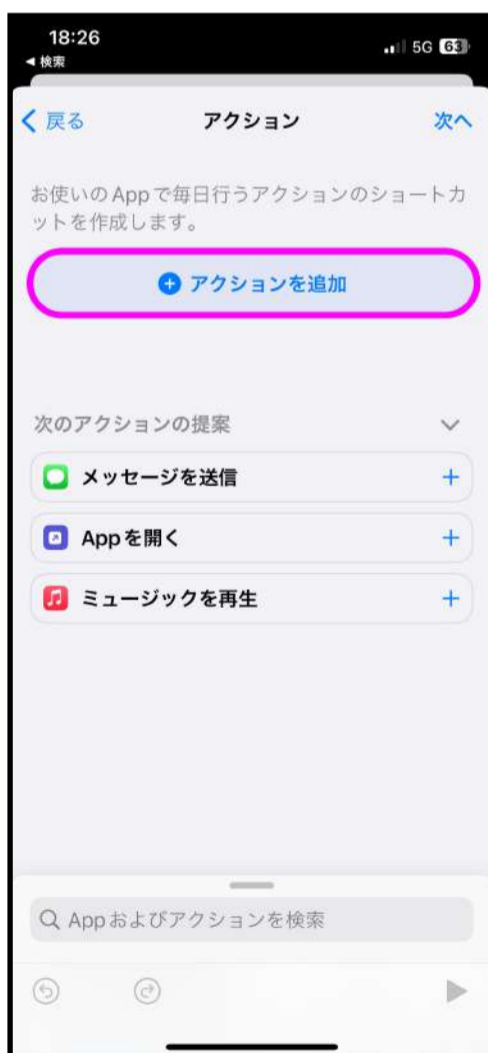 18:26
5G 63
◀ 検索
戻る
アクション
次へ
お使いのAppで毎日行うアクションのショートカ
ットを作成します。
アクションを追加
次のアクションの提案
メッセージを送信
Appを開く
ミュージックを再生
Appおよびアクションを検索